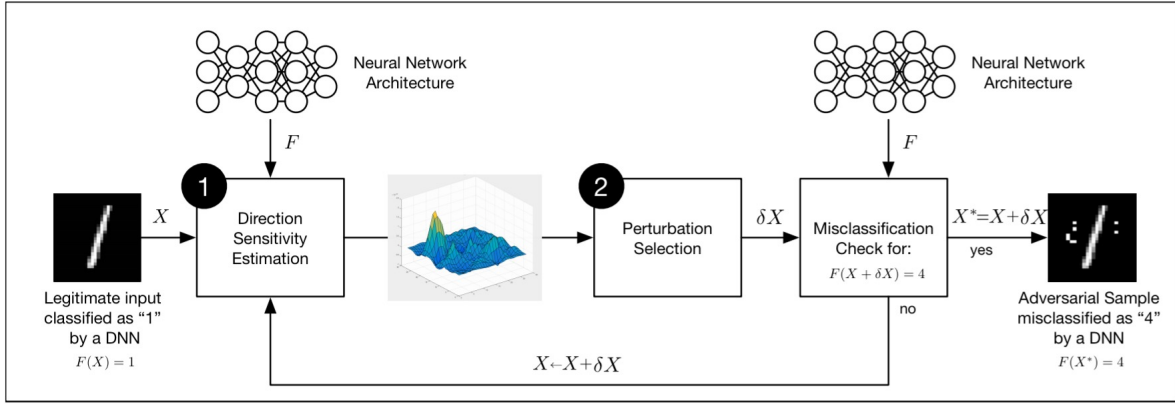 Neural Network
Architecture
Neural Network
Architecture
F
F
1
2
X
Direction
Sensitivity
Estimation
Perturbation
Selection
δX
Misclassification
Check for:
F(X + δX) = 4
X*=X+δX
yes
no
Legitimate input
classified as “1”
by a DNN
F(X) = 1
Adversarial Sample
misclassified as “4”
by a DNN
F(X*) = 4
X←X+δX